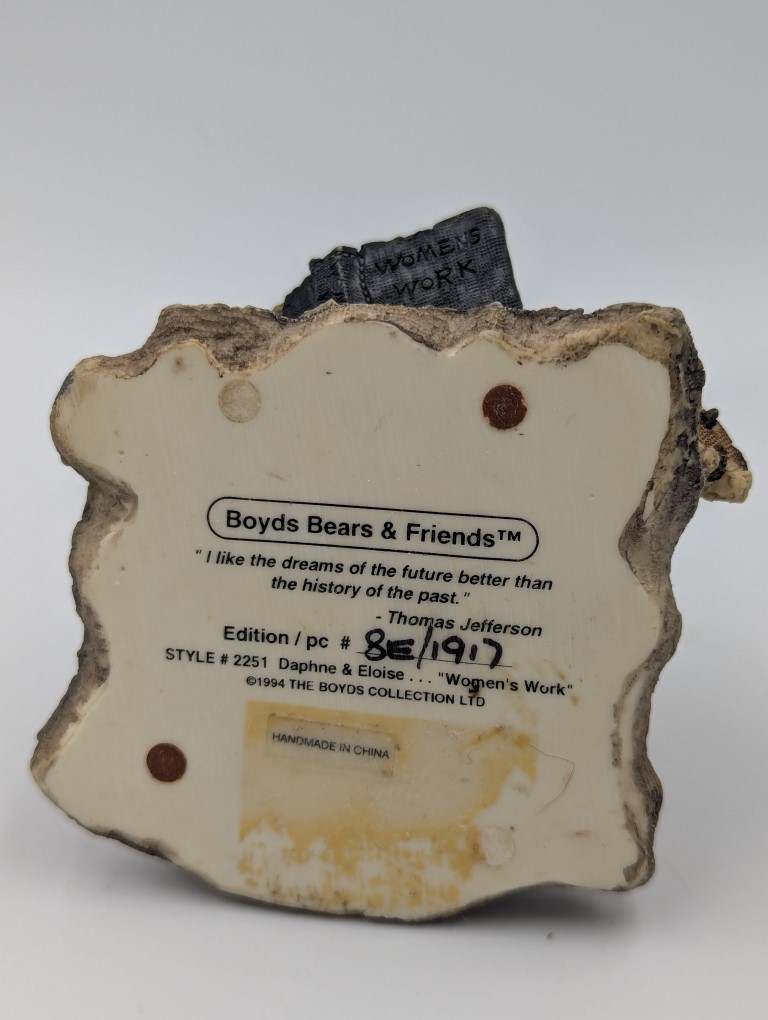 WOMENS
WORK
Boyds Bears & Friends™
"I like the dreams of the future better than
the history of the past."
- Thomas Jefferson
Edition / pc # 8E/1917
STYLE # 2251 Daphne & Eloise . . . "Women's Work"
©1994 THE BOYDS COLLECTION LTD
HANDMADE IN CHINA